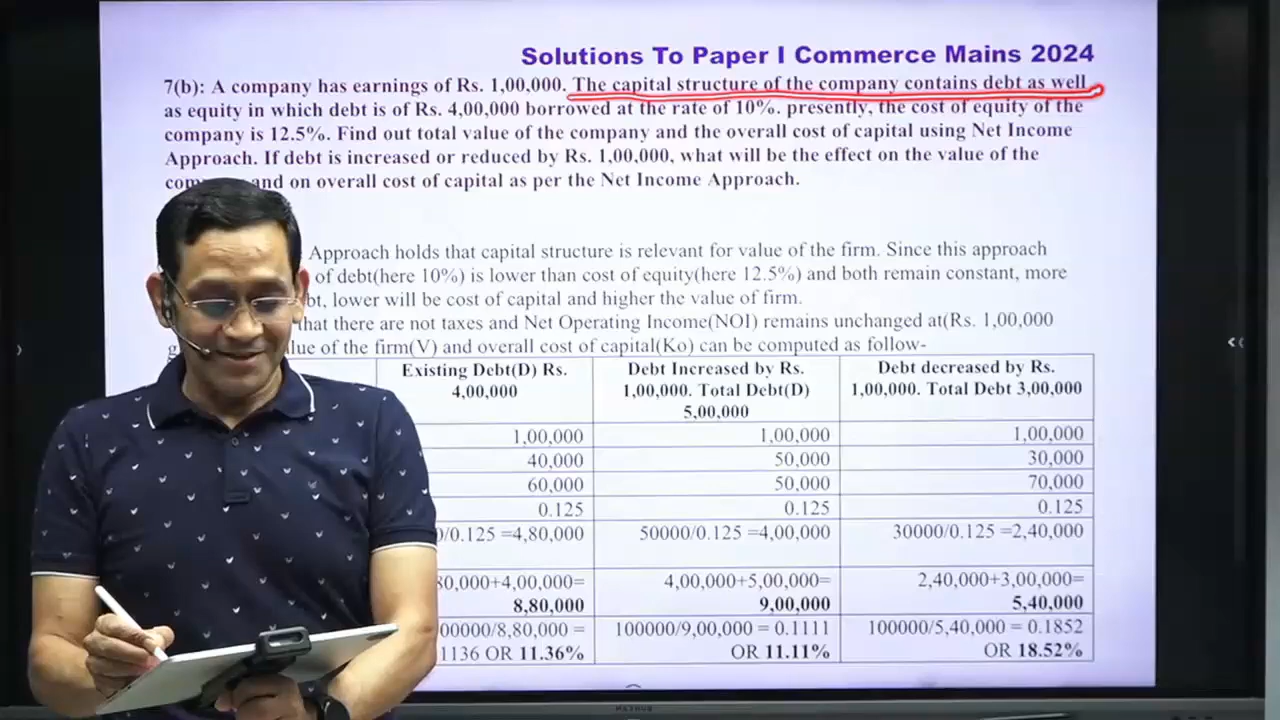 Solutions To Paper I Commerce Mains 2024
7(b): A company has earnings of Rs. 1,00,000. The capital structure of the company contains debt as well
as equity in which debt is of Rs. 4,00,000 borrowed at the rate of 10%. presently, the cost of equity of the
company is 12.5%. Find out total value of the company and the overall cost of capital using Net Income
Approach. If debt is increased or reduced by Rs. 1,00,000, what will be the effect on the value of the
and on overall cost of capital as per the Net Income Approach.
Approach holds that capital structure is relevant for value of the firm. Since this approach
of debt(here 10%) is lower than cost of equity(here 12.5%) and both remain constant, more
bt, lower will be cost of capital and higher the value of firm.
that there are not taxes and Net Operating Income(NOI) remains unchanged at(Rs. 1,00,000
lue of the firm(V) and overall cost of capital(Ko) can be computed as follow-
Existing Debt(D) Rs. 4,00,000
Debt Increased by Rs. 1,00,000. Total Debt(D) 5,00,000
Debt decreased by Rs. 1,00,000. Total Debt 3,00,000
1,00,000 1,00,000 1,00,000
40,000 50,000 30,000
60,000 50,000 70,000
0.125 0.125 0.125
)/0.125 =4,80,000 50000/0.125 =4,00,000 30000/0.125 =2,40,000
80,000+4,00,000= 4,00,000+5,00,000= 2,40,000+3,00,000=
8,80,000 9,00,000 5,40,000
00000/8,80,000 = 100000/9,00,000 = 0.1111 100000/5,40,000 = 0.1852
1136 OR 11.36% OR 11.11% OR 18.52%